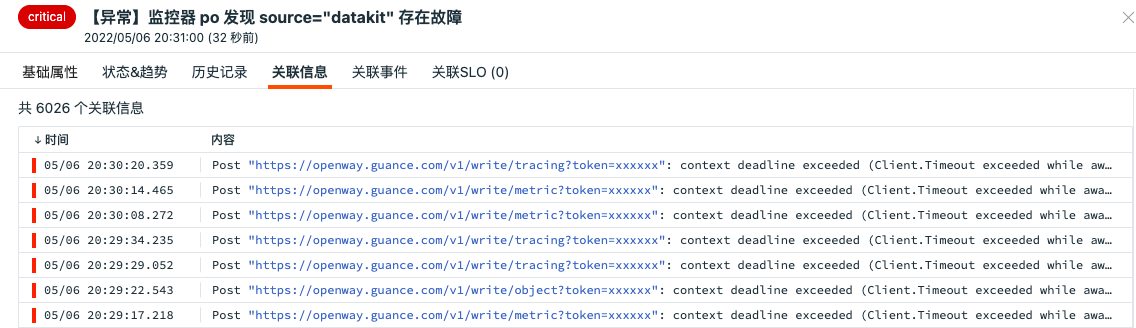 critical 【异常】监控器 po 发现 source="datakit" 存在故障
2022/05/06 20:31:00 (32 秒前)
基础属性 状态&趋势 历史记录 关联信息 关联事件 关联SLO (0)
共 6026 个关联信息
↓时间 内容
05/06 20:30:20.359 Post "https://openway.guance.com/v1/write/tracing?token=xxxxxx": context deadline exceeded (Client.Timeout exceeded while aw…
05/06 20:30:14.465 Post "https://openway.guance.com/v1/write/metric?token=xxxxxx": context deadline exceeded (Client.Timeout exceeded while awa…
05/06 20:30:08.272 Post "https://openway.guance.com/v1/write/metric?token=xxxxxx": context deadline exceeded (Client.Timeout exceeded while awa…
05/06 20:29:34.235 Post "https://openway.guance.com/v1/write/tracing?token=xxxxxx": context deadline exceeded (Client.Timeout exceeded while aw…
05/06 20:29:29.052 Post "https://openway.guance.com/v1/write/tracing?token=xxxxxx": context deadline exceeded (Client.Timeout exceeded while aw…
05/06 20:29:22.543 Post "https://openway.guance.com/v1/write/object?token=xxxxxx": context deadline exceeded (Client.Timeout exceeded while awa…
05/06 20:29:17.218 Post "https://openway.guance.com/v1/write/metric?token=xxxxxx": context deadline exceeded (Client.Timeout exceeded while awa…